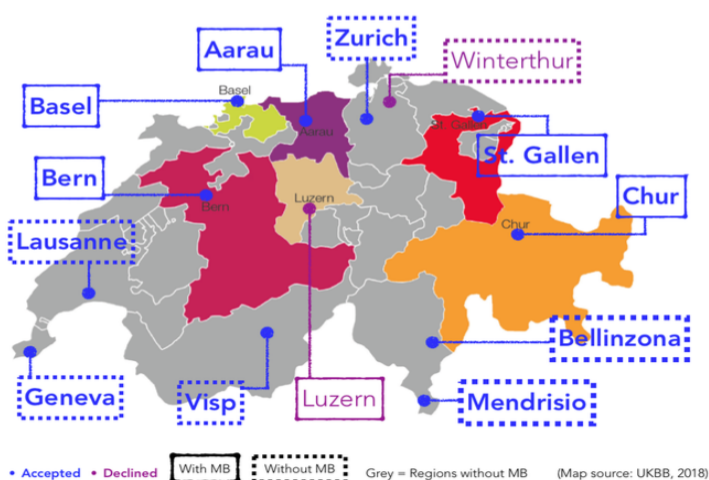 Zurich
Aarau
Winterthur
Basel
Basel
Aarau
St. Gallen
St. Gallen
Bern
Chur
Luzern
Bern
Chur
Lausanne
Bellinzona
Geneva
Visp
Luzern
Mendrisio
• Accepted • Declined With MB Without MB Grey = Regions without MB (Map source: UKBB, 2018)